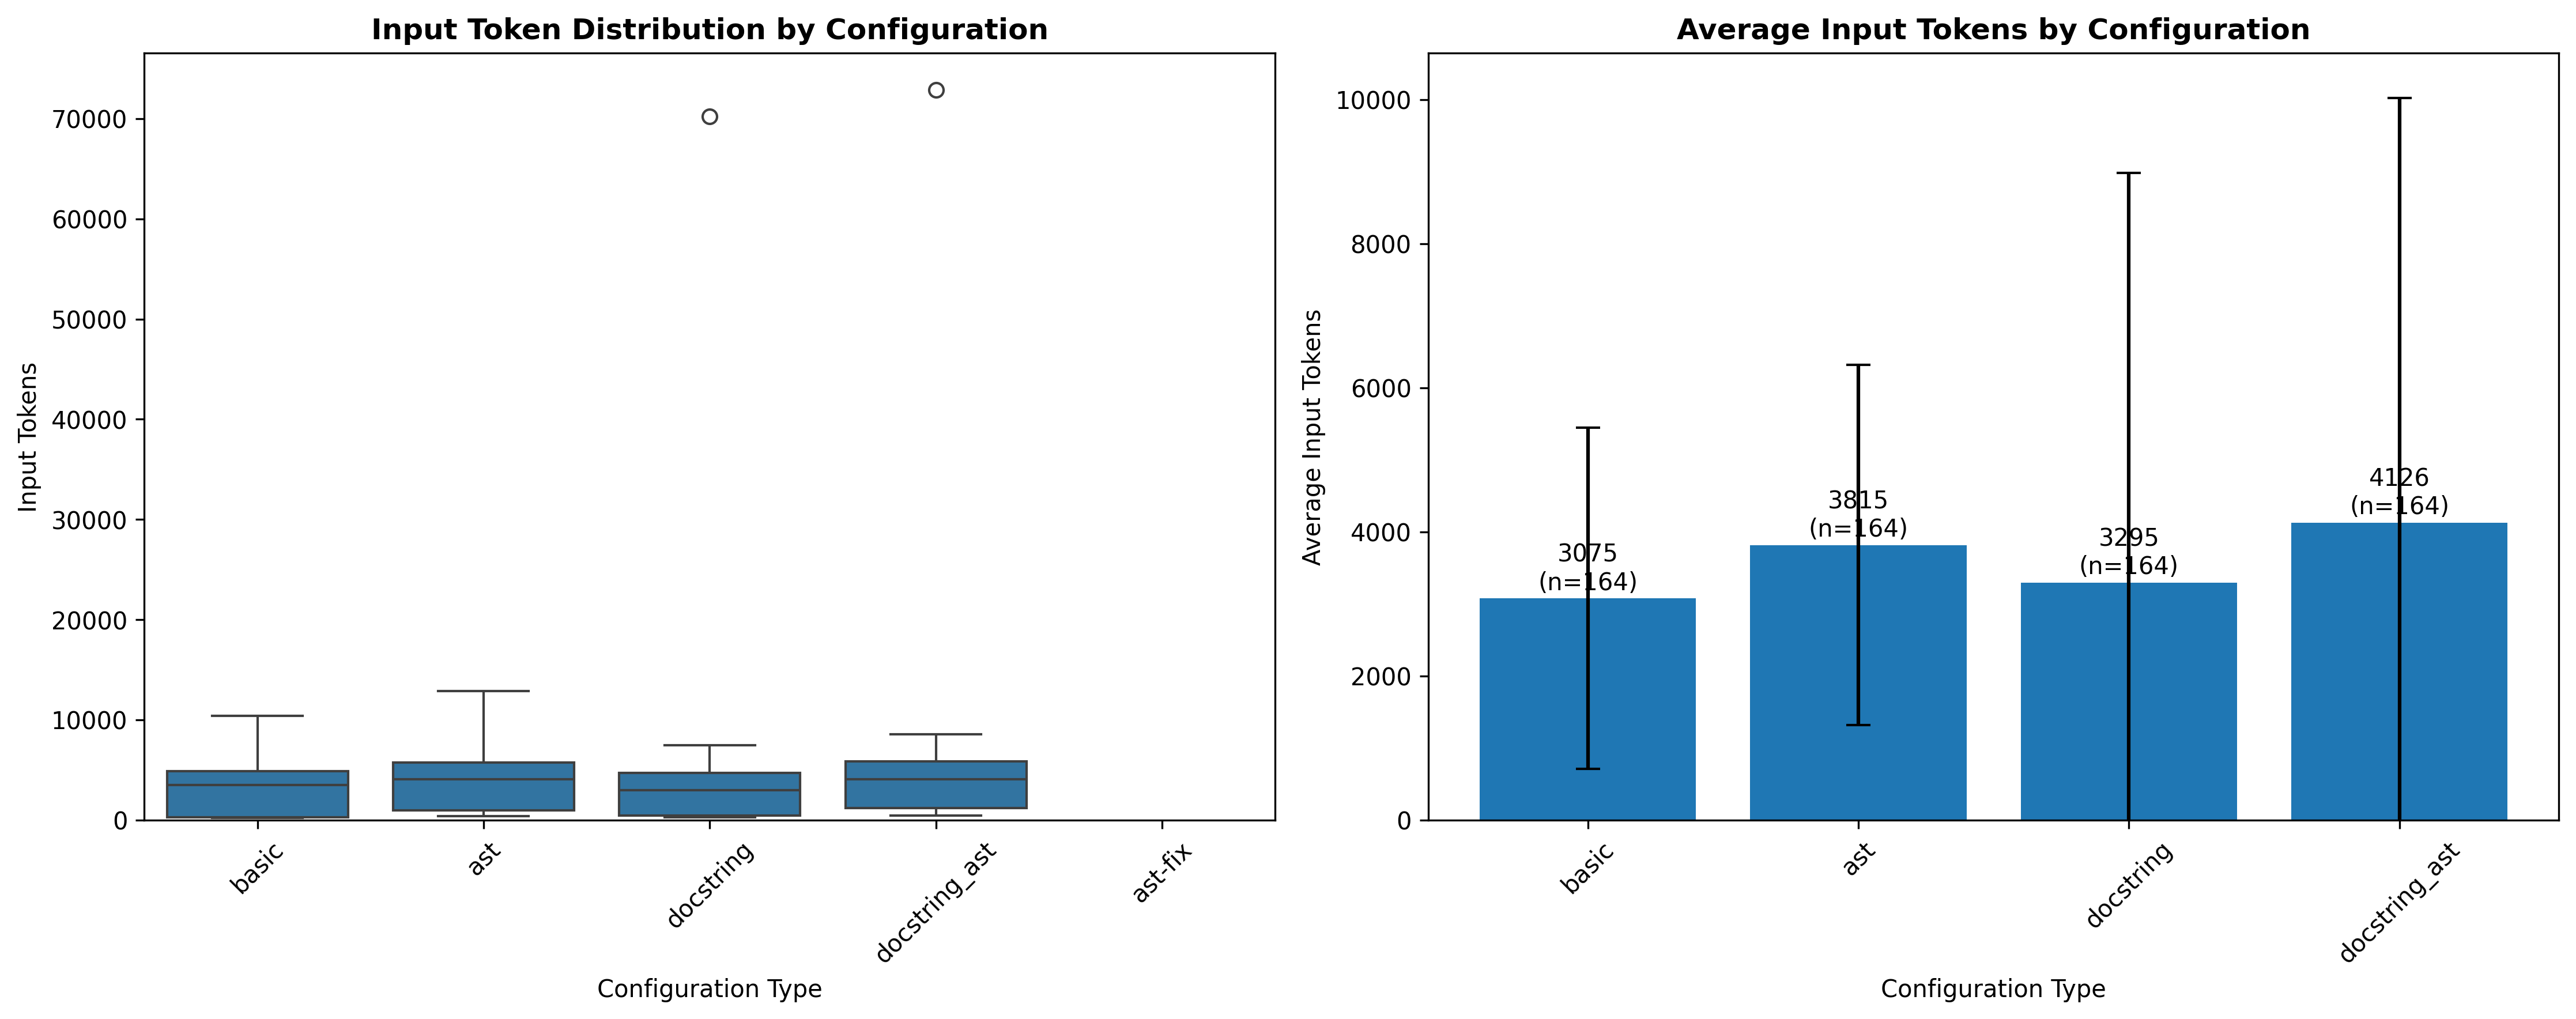 Input Token Distribution by Configuration
Input Tokens
70000
60000
50000
40000
30000
20000
10000
0
basic
ast
docstring
docstring_ast
ast-fix
Configuration Type
Average Input Tokens by Configuration
Average Input Tokens
10000
8000
6000
4000
2000
0
3075
(n=164)
3815
(n=164)
3295
(n=164)
4126
(n=164)
basic
ast
docstring
docstring_ast
Configuration Type